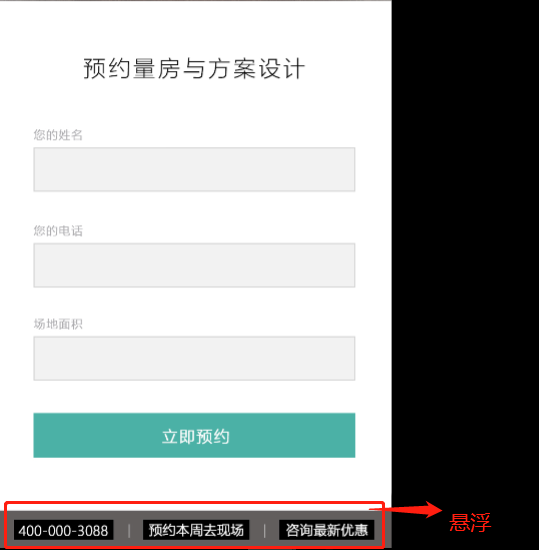 预约量房与方案设计
您的姓名
您的电话
场地面积
立即预约
400-000-3088 | 预约本周去现场 | 咨询最新优惠
悬浮